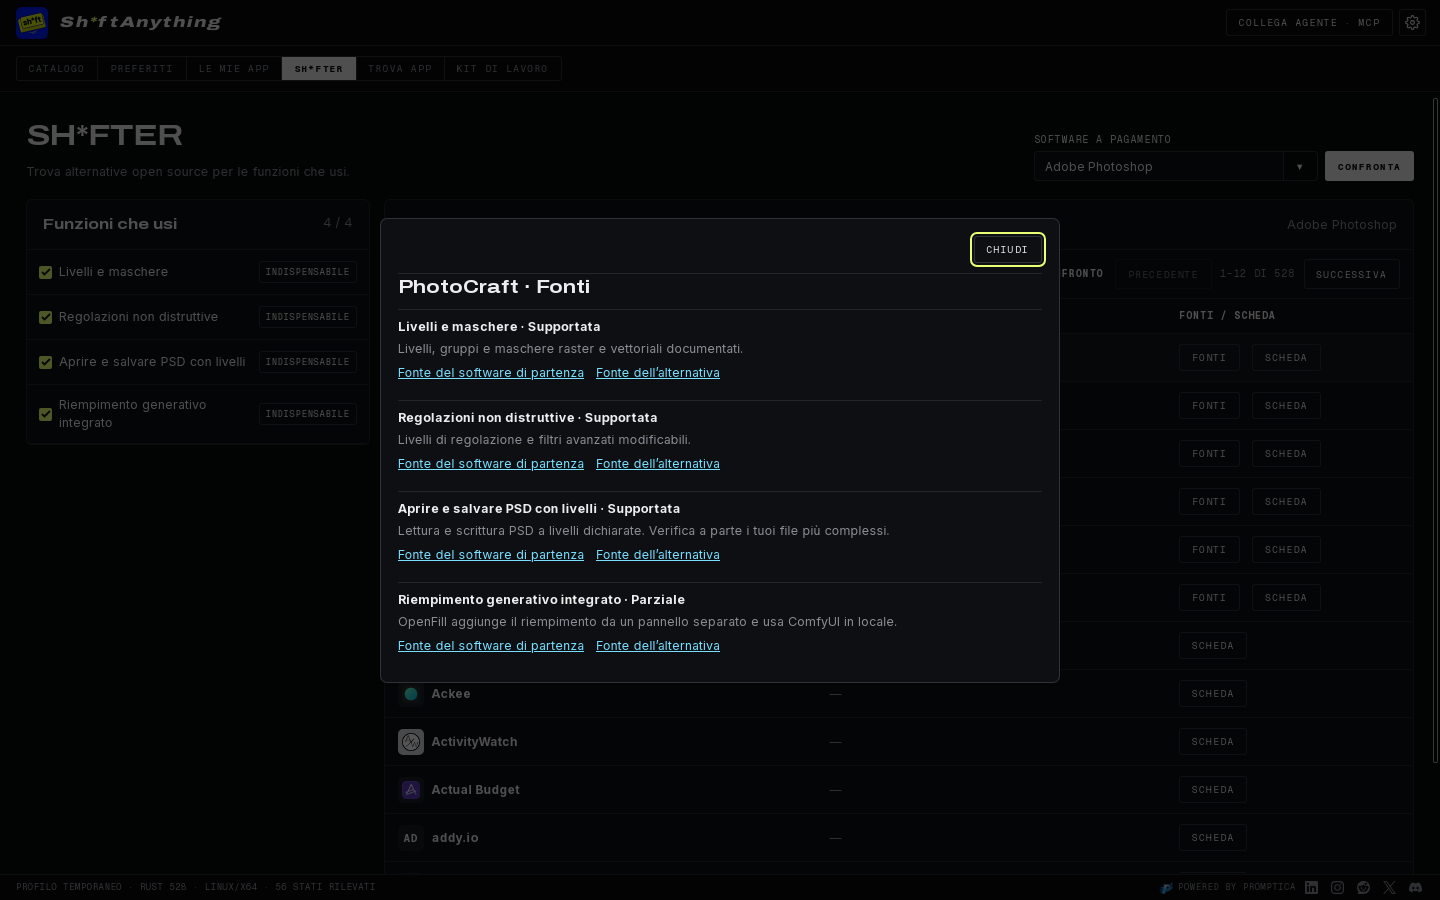 sh*ft Sh*ftAnything
COLLEGA AGENTE · MCP
CATALOGO PREFERITI LE MIE APP SH*FTER TROVA APP KIT DI LAVORO
SH*FTER
Trova alternative open source per le funzioni che usi.
SOFTWARE A PAGAMENTO
Adobe Photoshop ▾ CONFRONTA
Funzioni che usi 4 / 4
Livelli e maschere INDISPENSABILE
Regolazioni non distruttive INDISPENSABILE
Aprire e salvare PSD con livelli INDISPENSABILE
Riempimento generativo
integrato INDISPENSABILE
Adobe Photoshop
FRONTO PRECEDENTE 1–12 DI 528 SUCCESSIVA
FONTI / SCHEDA
FONTI SCHEDA
FONTI SCHEDA
FONTI SCHEDA
FONTI SCHEDA
FONTI SCHEDA
FONTI SCHEDA
SCHEDA
CHIUDI
PhotoCraft · Fonti
Livelli e maschere · Supportata
Livelli, gruppi e maschere raster e vettoriali documentati.
Fonte del software di partenza Fonte dell’alternativa
Regolazioni non distruttive · Supportata
Livelli di regolazione e filtri avanzati modificabili.
Fonte del software di partenza Fonte dell’alternativa
Aprire e salvare PSD con livelli · Supportata
Lettura e scrittura PSD a livelli dichiarate. Verifica a parte i tuoi file più complessi.
Fonte del software di partenza Fonte dell’alternativa
Riempimento generativo integrato · Parziale
OpenFill aggiunge il riempimento da un pannello separato e usa ComfyUI in locale.
Fonte del software di partenza Fonte dell’alternativa
Ackee — SCHEDA
ActivityWatch — SCHEDA
Actual Budget — SCHEDA
AD addy.io — SCHEDA
PROFILO TEMPORANEO · RUST 528 · LINUX/X64 · 56 STATI RILEVATI
POWERED BY PROMPTICA